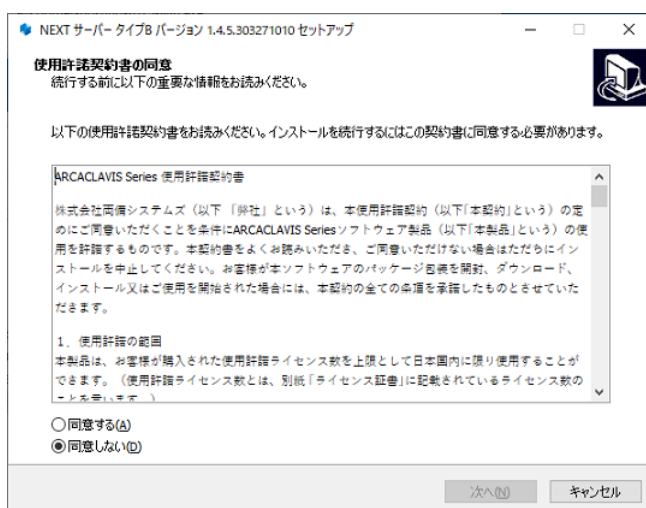 NEXT サーバー タイプB バージョン 1.4.5.303271010 セットアップ
使用許諾契約書の同意
続行する前に以下の重要な情報をお読みください。
以下の使用許諾契約書をお読みください。インストールを続行するにはこの契約書に同意する必要があります。
ARCACLAVIS Series 使用許諾契約書
株式会社両備システムズ（以下 「弊社」という）は、本使用許諾契約（以下「本契約」という）の定
めにご同意いただくことを条件にARCACLAVIS Seriesソフトウェア製品（以下「本製品」という）の使
用を許諾するものです。本契約書をよくお読みいただき、ご同意いただけない場合はただちにイン
ストールを中止してください。お客様が本ソフトウェアのパッケージ包装を開封、ダウンロード、
インストール又はご使用を開始された場合には、本契約の全ての条項を承諾したものとさせていた
だきます。
１．使用許諾の範囲
本製品は、お客様が購入された使用許諾ライセンス数を上限として日本国内に限り使用することが
できます。（使用許諾ライセンス数とは、別紙「ライセンス証書」に記載されているライセンス数の
ことを言います。）
同意する(A)
同意しない(D)
次へ(N)
キャンセル